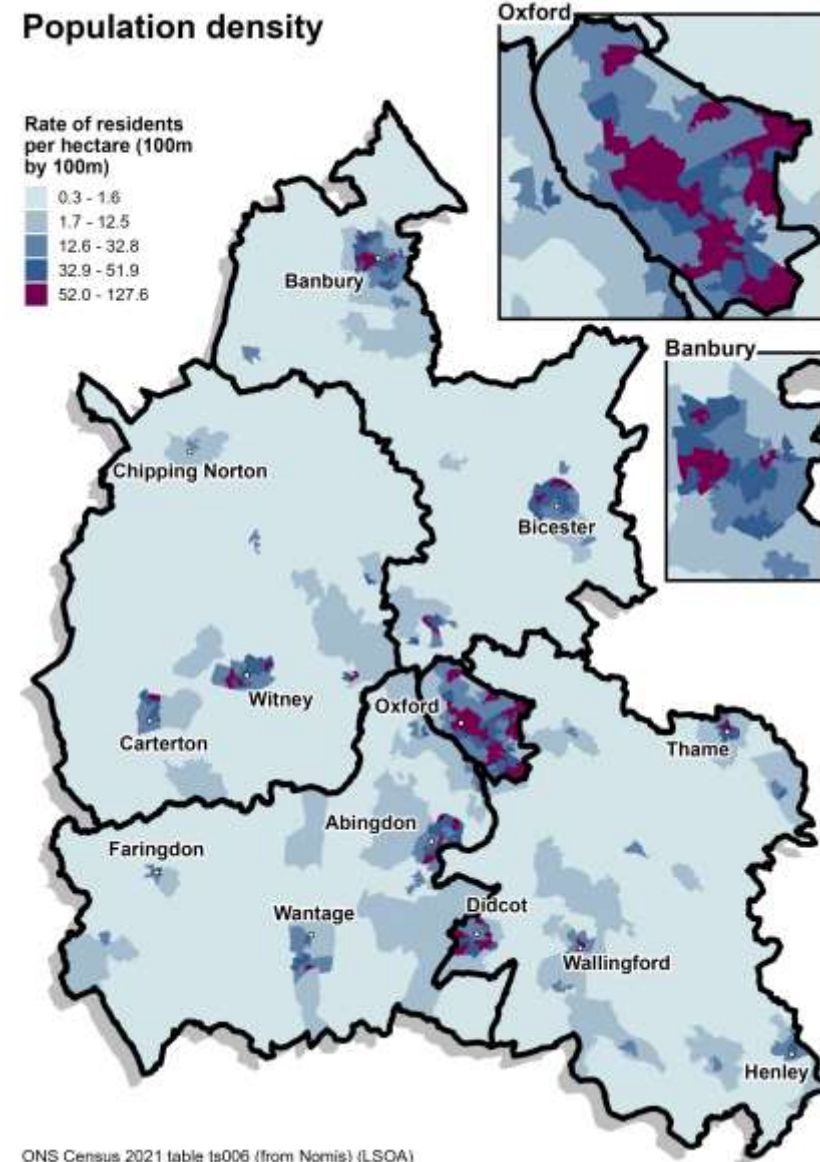 Population density
Rate of residents
per hectare (100m
by 100m)
0.3 - 1.6
1.7 - 12.5
12.6 - 32.8
32.9 - 51.9
52.0 - 127.6
Oxford
Banbury
Banbury
Chipping Norton
Bicester
Witney
Carterton
Oxford
Thame
Abingdon
Faringdon
Didcot
Wantage
Wallingford
Henley
ONS Census 2021 table ts006 (from Nomis) (LSOA)